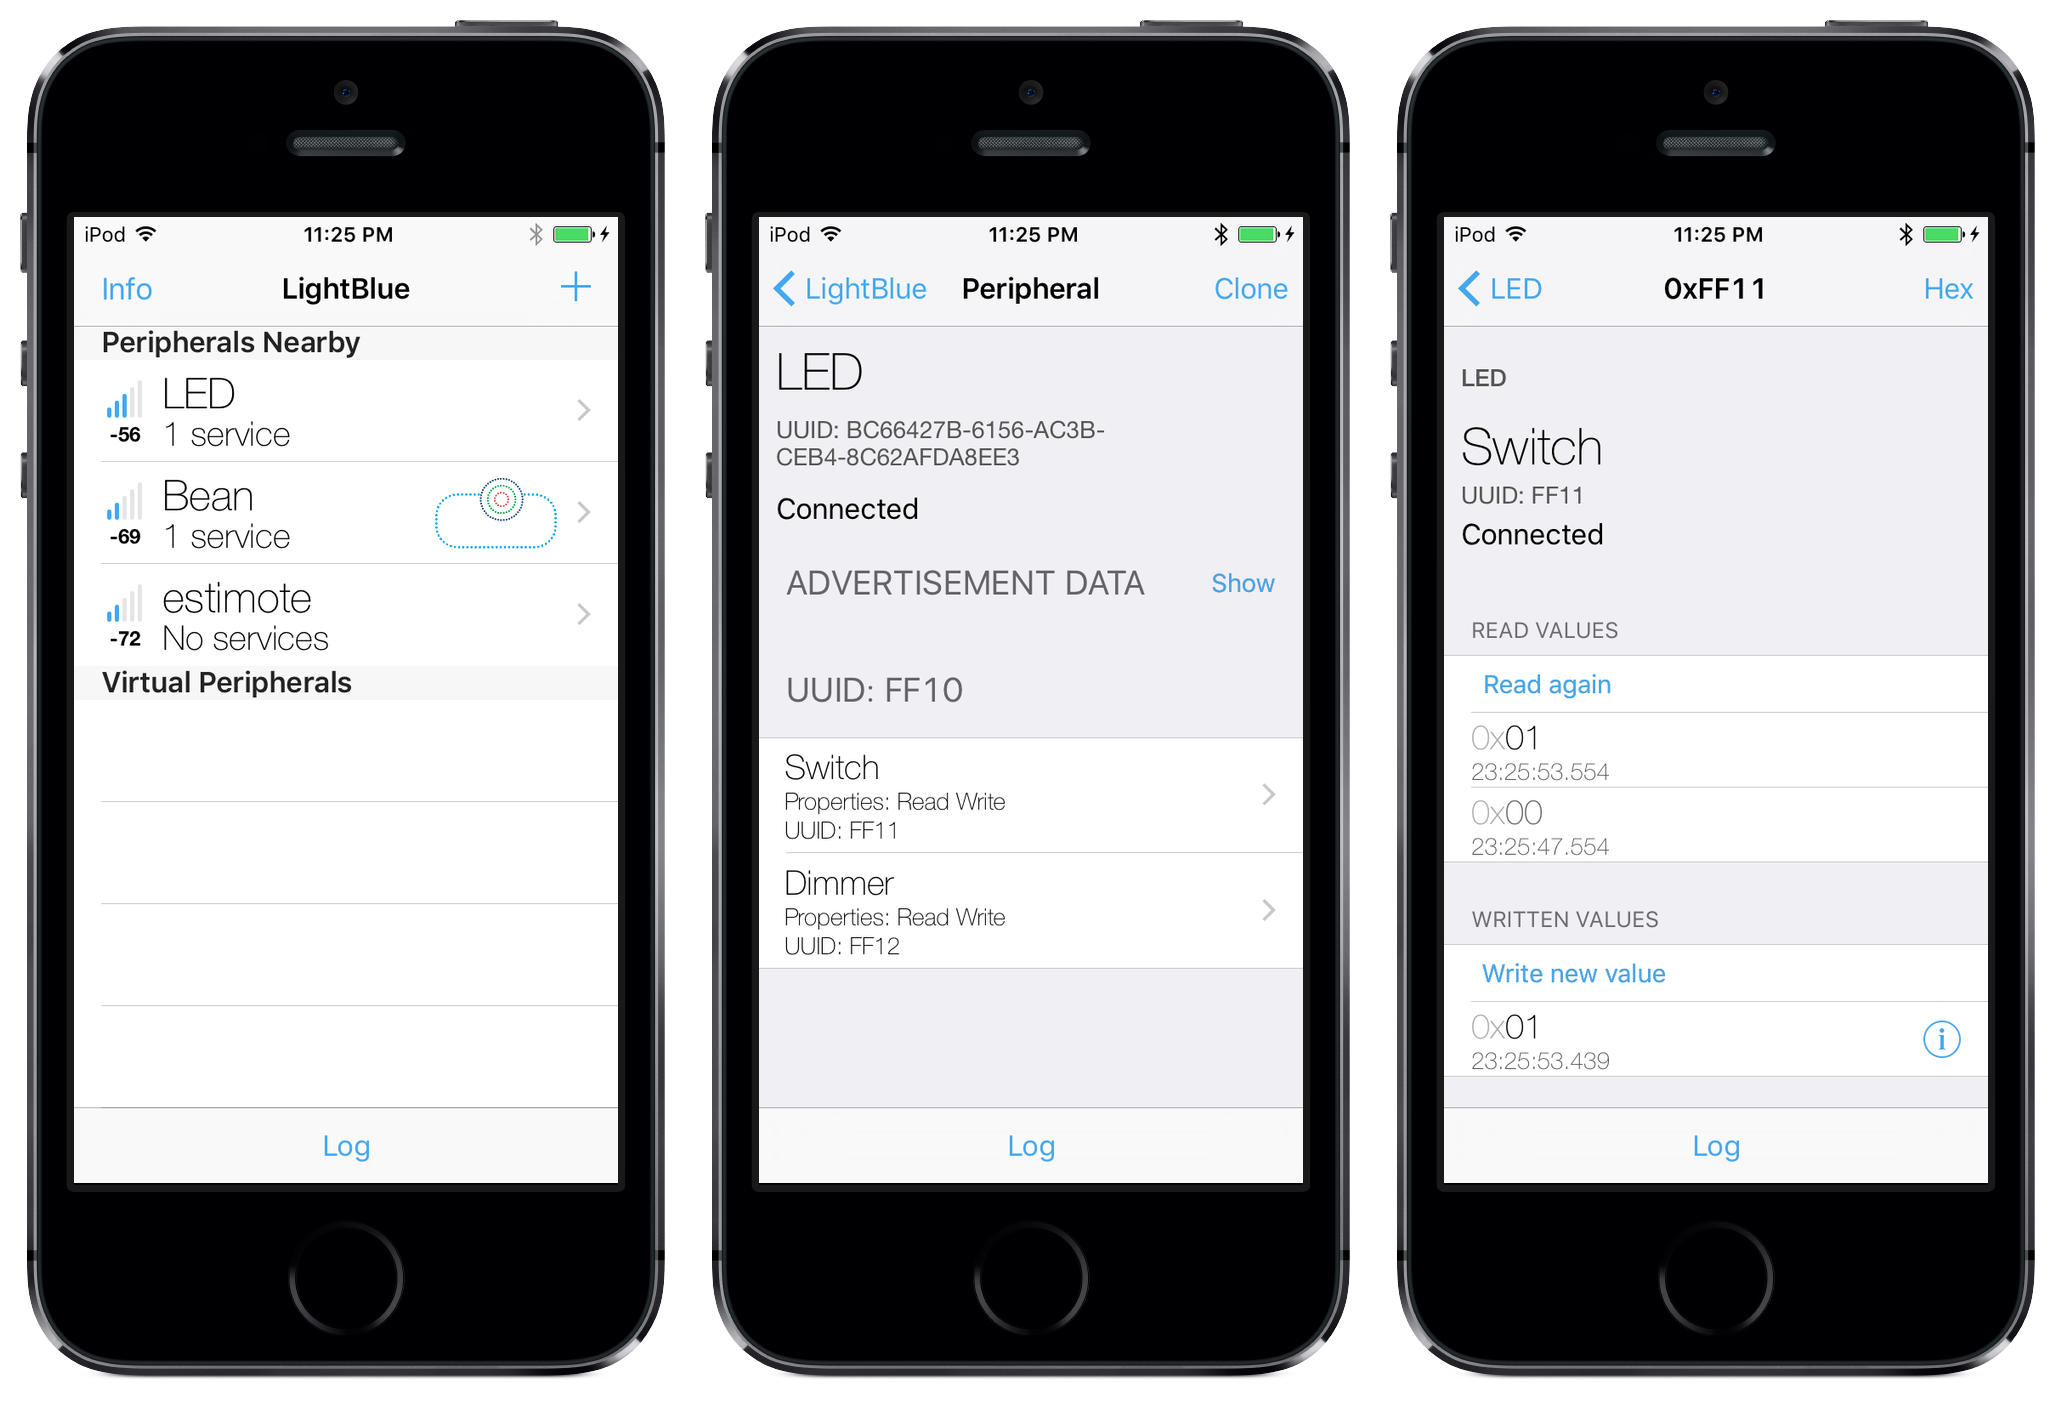 iPod 11:25 PM
Info LightBlue +
Peripherals Nearby
LED
-56 1 service
Bean
-69 1 service
estimote
-72 No services
Virtual Peripherals
Log
iPod 11:25 PM
LightBlue Peripheral Clone
LED
UUID: BC66427B-6156-AC3B-
CEB4-8C62AFDA8EE3
Connected
ADVERTISEMENT DATA Show
UUID: FF10
Switch
Properties: Read Write
UUID: FF11
Dimmer
Properties: Read Write
UUID: FF12
Log
iPod 11:25 PM
LED 0xFF11 Hex
LED
Switch
UUID: FF11
Connected
READ VALUES
Read again
0x01
23:25:53.554
0x00
23:25:47.554
WRITTEN VALUES
Write new value
0x01
23:25:53.439
Log